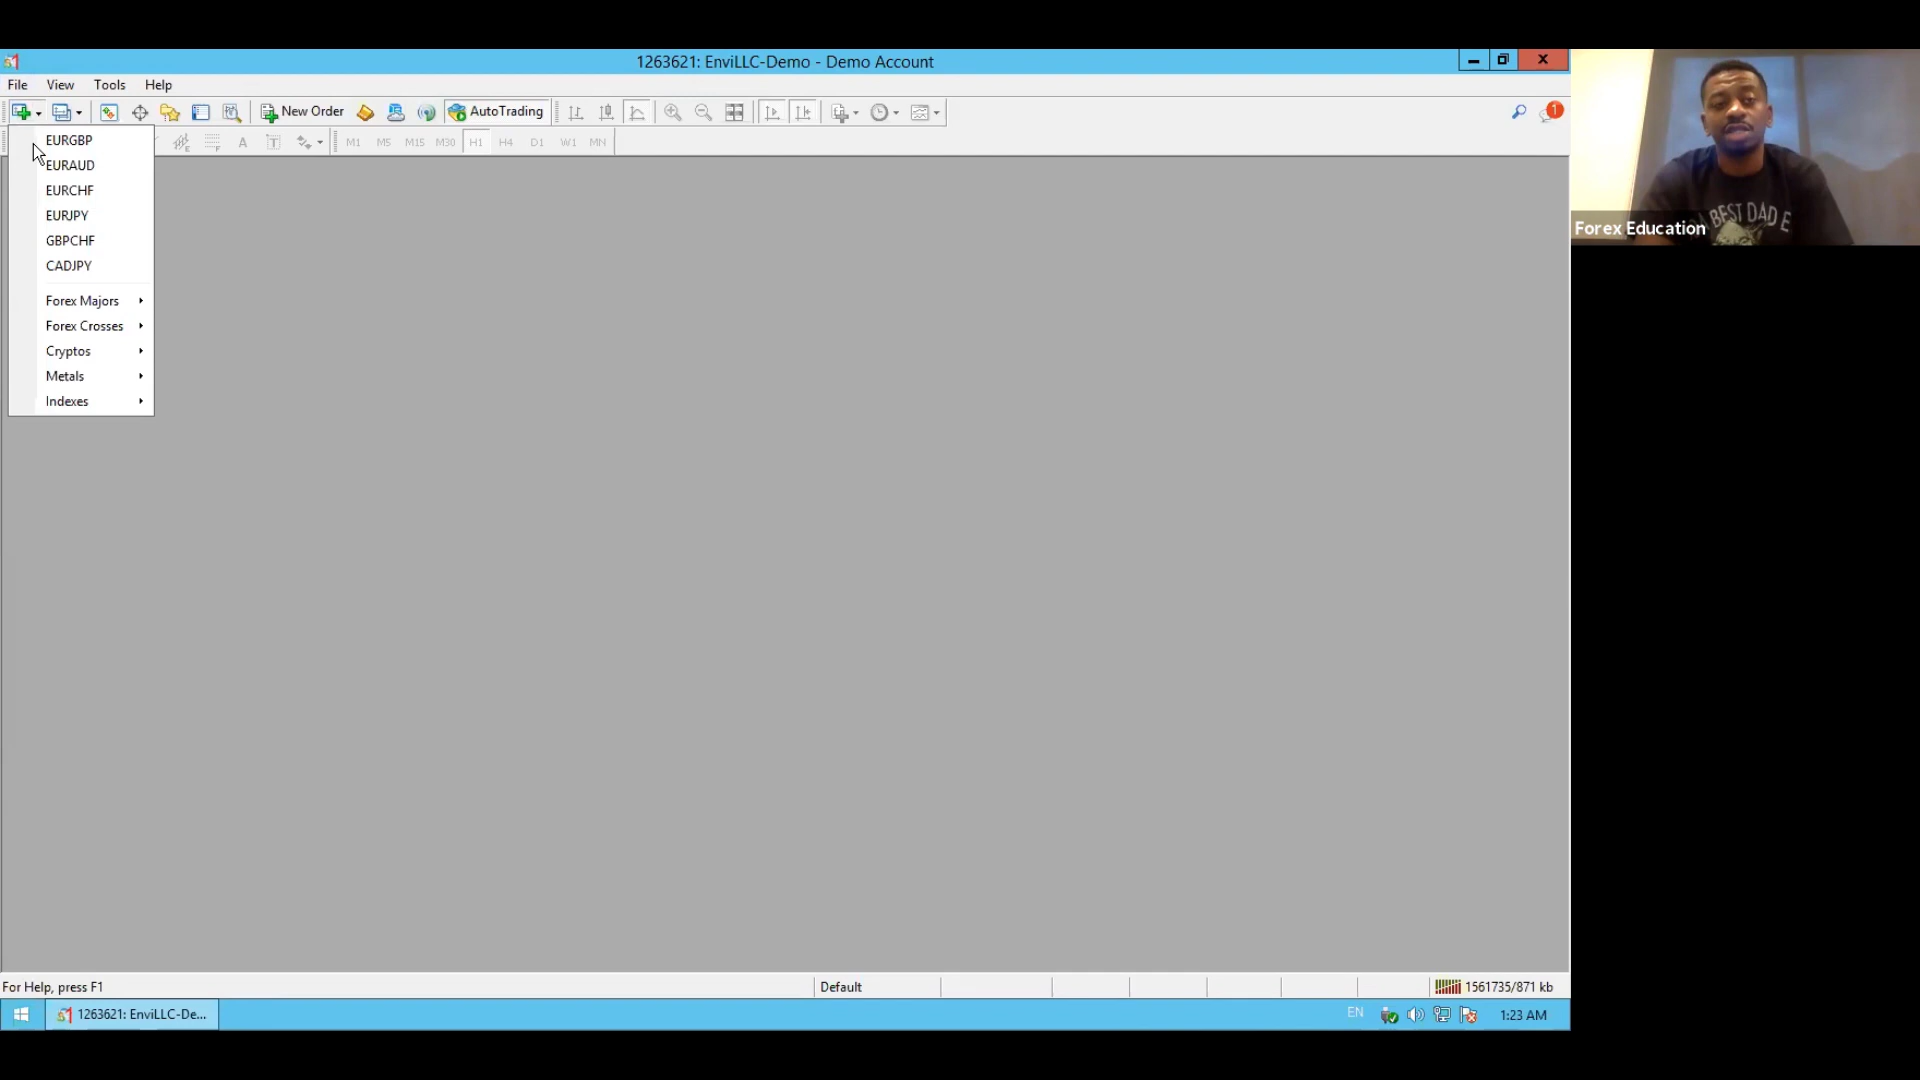 1263621: EnviLLC-Demo - Demo Account
File View Tools Help
New Order AutoTrading
M1 M5 M15 M30 H1 H4 D1 W1 MN
A T
EURGBP
EURAUD
EURCHF
EURJPY
GBPCHF
CADJPY
Forex Majors
Forex Crosses
Cryptos
Metals
Indexes
1
BEST DAD E
Forex Education
For Help, press F1
Default
1561735/871 kb
1263621: EnviLLC-De...
EN
1:23 AM